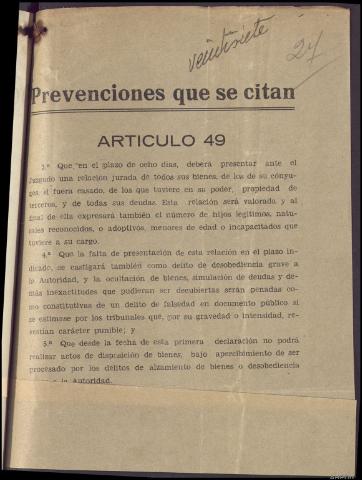 veintisiete
27
Prevenciones que se citan
ARTICULO 49
3.º Que en el plazo de ocho días, deberá presentar ante el
Juzgado una relación jurada de todos sus bienes, de los de su cónyu-
ge, si fuera casado, de los que tuviere en su poder, propiedad de
terceros, y de todas sus deudas. Esta relación será valorada y al
final de ella expresará también el número de hijos legítimos, natu-
rales reconocidos, o adoptivos, menores de edad o incapacitados que
tuviere a su cargo.
4.º Que la falta de presentación de esta relación en el plazo in-
dicado, se castigará también como delito de desobediencia grave a
la Autoridad, y la ocultación de bienes, simulación de deudas y de-
más inexactitudes que pudieran ser decubiertas serán penadas co-
mo constitutivas de un delito de falsedad en documento público si
se estimase por los tribunales que, por su gravedad o intensidad, re-
vestían carácter punible; y
5.º Que desde la fecha de esta primera declaración no podrá
realizar actos de disposición de bienes, bajo apercibimiento de ser
procesado por los delitos de alzamiento de bienes o desobediencia
la Autoridad.